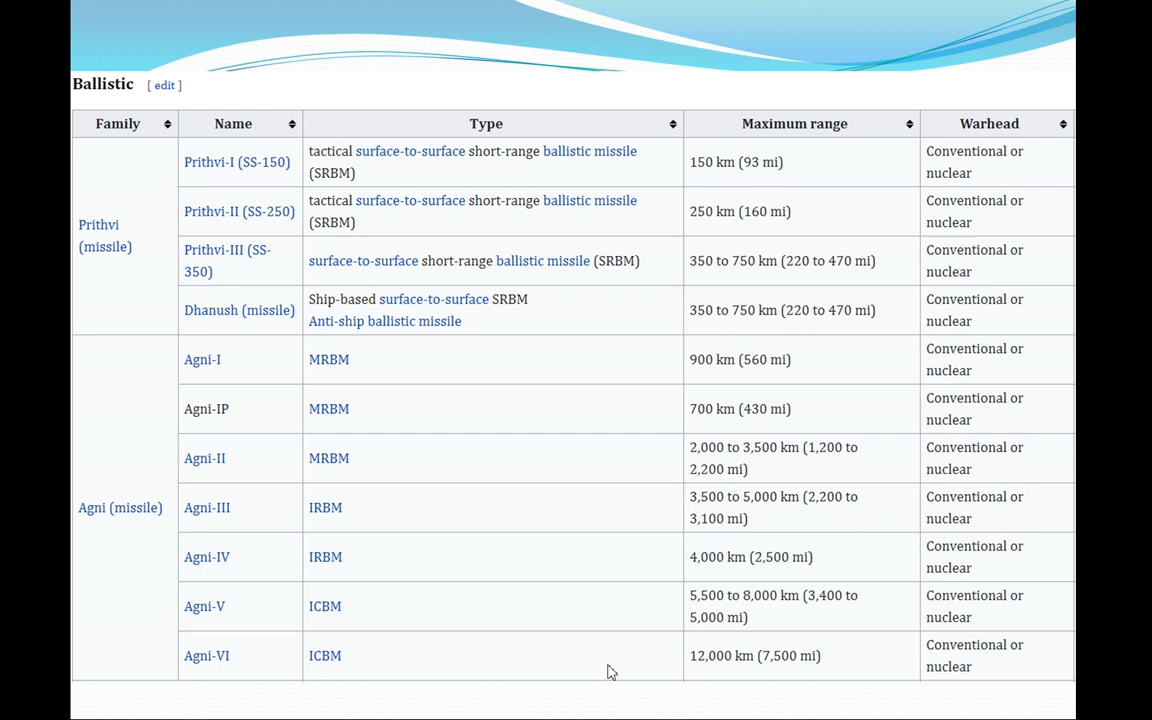 Ballistic [ edit ]
Family Name Type Maximum range Warhead
Prithvi
(missile)
Prithvi-I (SS-150)
tactical surface-to-surface short-range ballistic missile
(SRBM)
150 km (93 mi)
Conventional or
nuclear
Prithvi-II (SS-250)
tactical surface-to-surface short-range ballistic missile
(SRBM)
250 km (160 mi)
Conventional or
nuclear
Prithvi-III (SS-
350)
surface-to-surface short-range ballistic missile (SRBM)
350 to 750 km (220 to 470 mi)
Conventional or
nuclear
Dhanush (missile)
Ship-based surface-to-surface SRBM
Anti-ship ballistic missile
350 to 750 km (220 to 470 mi)
Conventional or
nuclear
Agni (missile)
Agni-I
MRBM
900 km (560 mi)
Conventional or
nuclear
Agni-IP
MRBM
700 km (430 mi)
Conventional or
nuclear
Agni-II
MRBM
2,000 to 3,500 km (1,200 to
2,200 mi)
Conventional or
nuclear
Agni-III
IRBM
3,500 to 5,000 km (2,200 to
3,100 mi)
Conventional or
nuclear
Agni-IV
IRBM
4,000 km (2,500 mi)
Conventional or
nuclear
Agni-V
ICBM
5,500 to 8,000 km (3,400 to
5,000 mi)
Conventional or
nuclear
Agni-VI
ICBM
12,000 km (7,500 mi)
Conventional or
nuclear